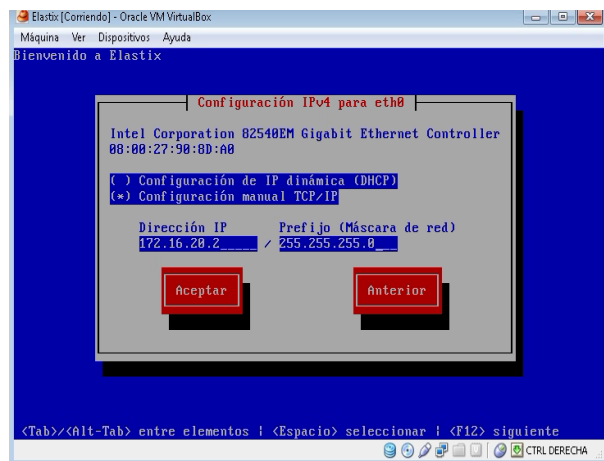 Elastix [Corriendo] - Oracle VM VirtualBox
Máquina Ver Dispositivos Ayuda
Bienvenido a Elastix
Configuración IPv4 para eth0
Intel Corporation 82540EM Gigabit Ethernet Controller
08:00:27:90:8D:A0
( ) Configuración de IP dinámica (DHCP)
(*) Configuración manual TCP/IP
Dirección IP Prefijo (Máscara de red)
172.16.20.2_____ / 255.255.255.0___
Aceptar Anterior
<Tab>/<Alt-Tab> entre elementos | <Espacio> seleccionar | <F12> siguiente
CTRL DERECHA